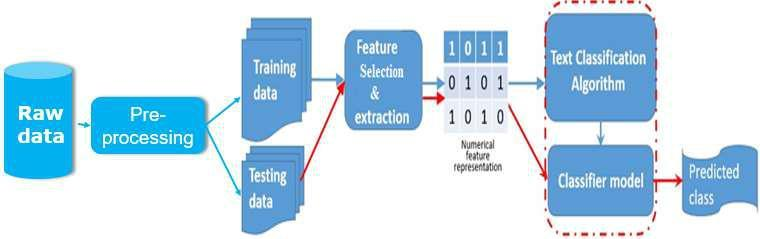 Raw
data
Pre-
processing
Training
data
Testing
data
Feature
Selection
&
extraction
1 0 1 1
0 1 0 1
1 0 1 0
Numerical
feature
representation
Text Classification
Algorithm
Classifier model
Predicted
class